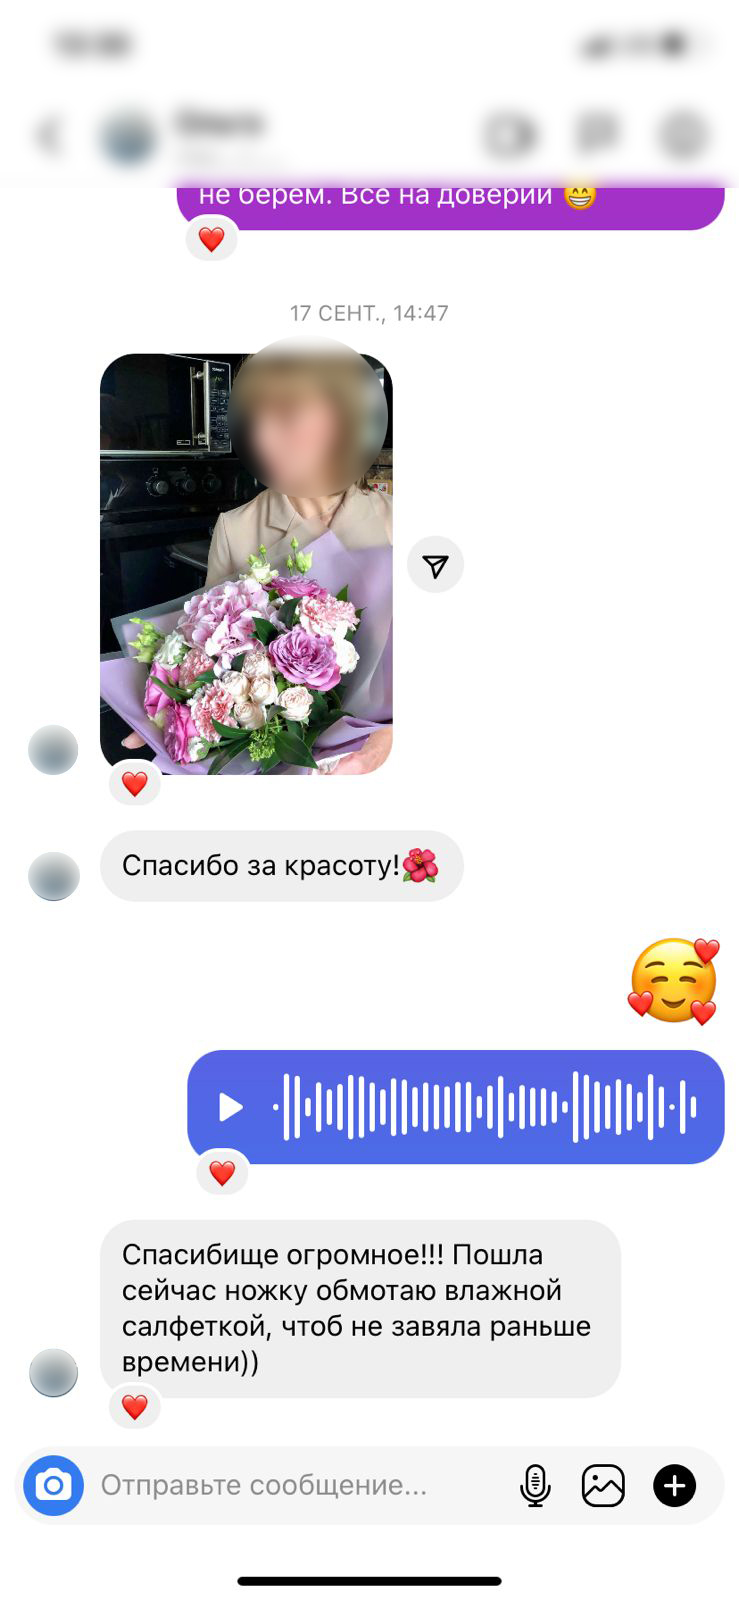 не берем. Все на доверии 😁
17 СЕНТ., 14:47
Спасибо за красоту!🌺
Спасибище огромное!!! Пошла
сейчас ножку обмотаю влажной
салфеткой, чтоб не завяла раньше
времени))
Отправьте сообщение...